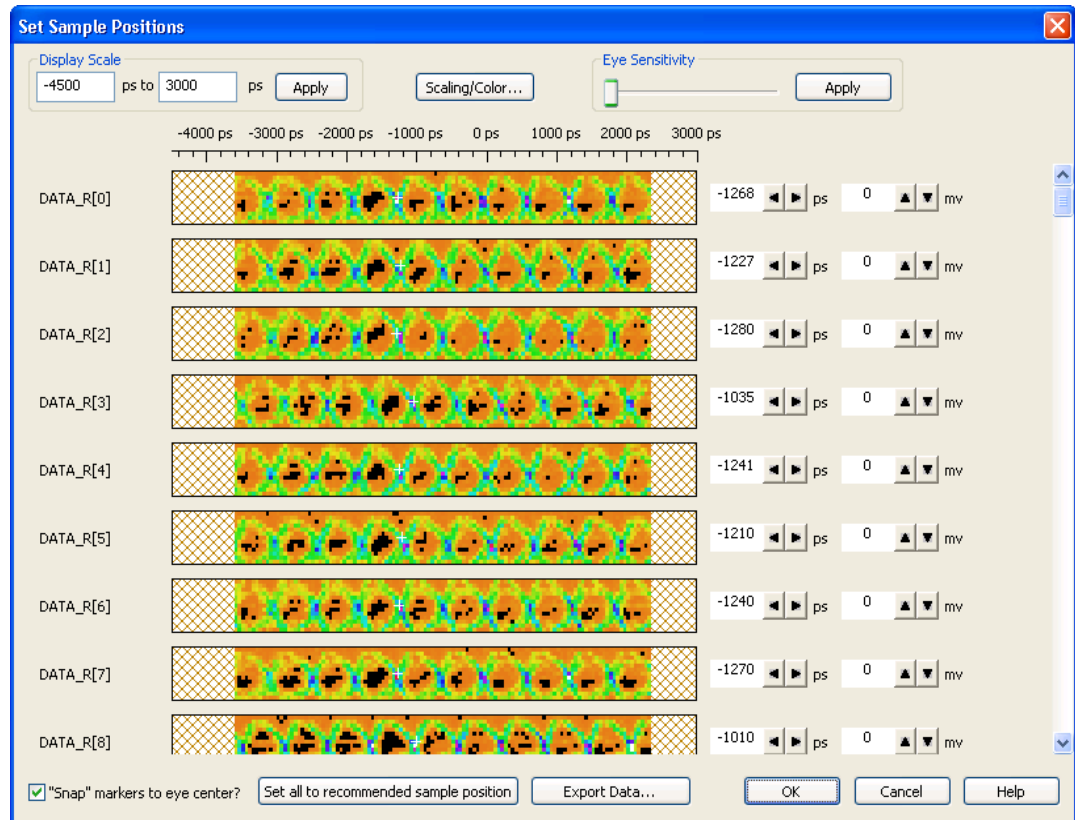 Set Sample Positions
Display Scale Eye Sensitivity
-4500 ps to 3000 ps Apply Scaling/Color... Apply
-4000 ps -3000 ps -2000 ps -1000 ps 0 ps 1000 ps 2000 ps 3000 ps
DATA_R[0] -1268 ps 0 mv
DATA_R[1] -1227 ps 0 mv
DATA_R[2] -1280 ps 0 mv
DATA_R[3] -1035 ps 0 mv
DATA_R[4] -1241 ps 0 mv
DATA_R[5] -1210 ps 0 mv
DATA_R[6] -1240 ps 0 mv
DATA_R[7] -1270 ps 0 mv
DATA_R[8] -1010 ps 0 mv
"Snap" markers to eye center? Set all to recommended sample position Export Data... OK Cancel Help